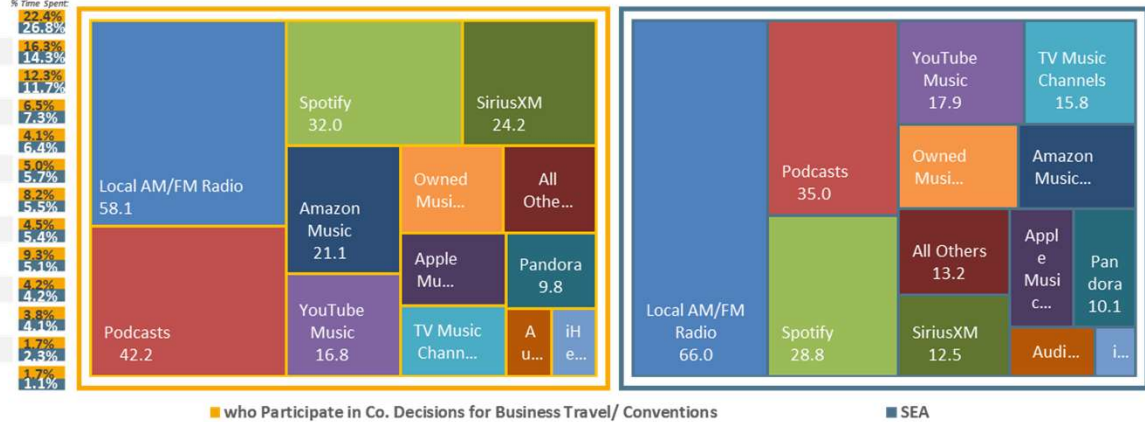 % Time Spent:
22.4%
26.8%
16.3%
14.3%
12.3%
11.7%
6.5%
7.3%
4.1%
6.4%
5.0%
5.7%
8.2%
5.5%
4.5%
5.4%
9.3%
5.1%
4.2%
4.2%
3.8%
4.1%
1.7%
2.3%
1.7%
1.1%
Local AM/FM Radio
58.1
Podcasts
42.2
Spotify
32.0
SiriusXM
24.2
Amazon
Music
21.1
YouTube
Music
16.8
Owned
Musi...
All
Othe...
Apple
Mu...
Pandora
9.8
TV Music
Chann...
A
u...
iH
e...
Local AM/FM
Radio
66.0
Podcasts
35.0
Spotify
28.8
YouTube
Music
17.9
TV Music
Channels
15.8
Owned
Musi...
Amazon
Music...
All Others
13.2
Appl
e
Musi
c...
Pan
dora
10.1
SiriusXM
12.5
Audi...
i...
who Participate in Co. Decisions for Business Travel/ Conventions
SEA